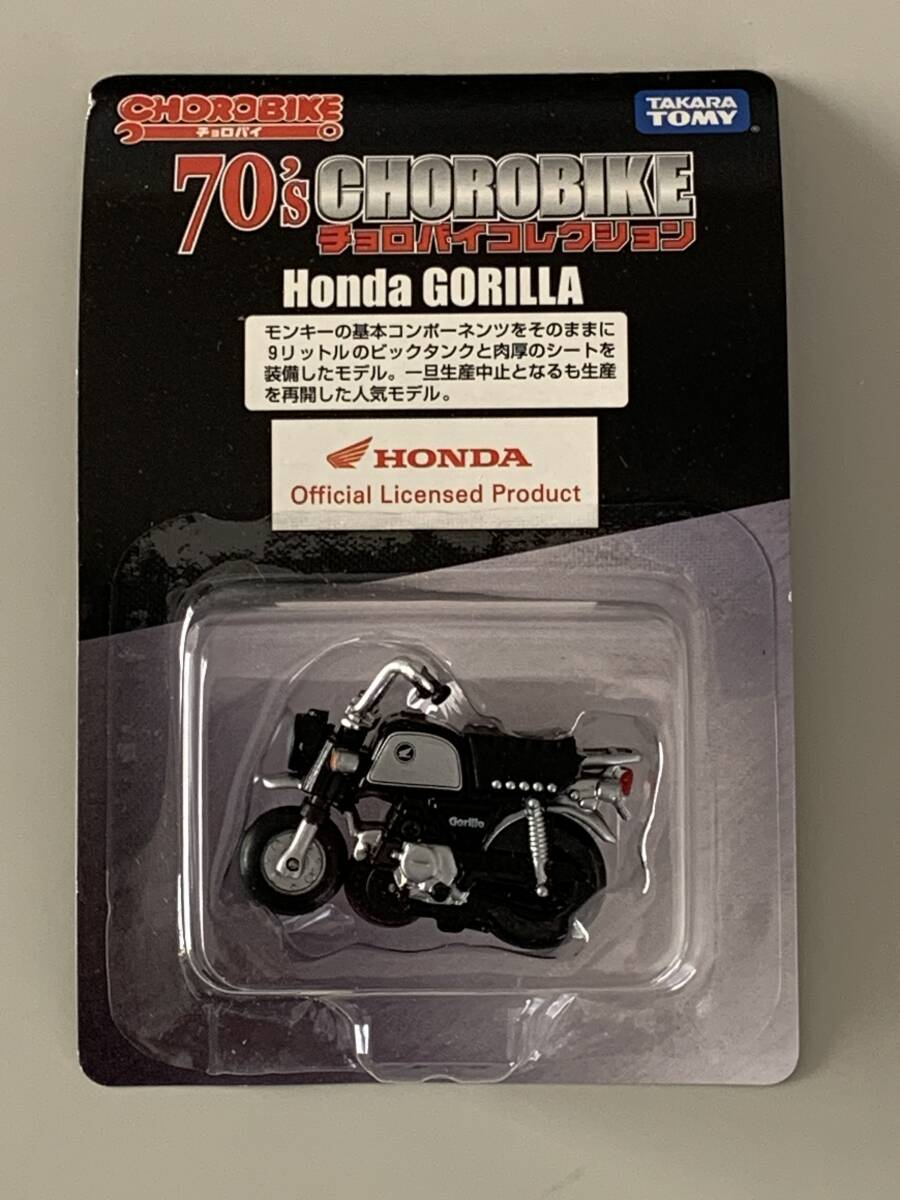 CHOROBIKE
チョロバイ
TAKARA
TOMY
70's CHOROBIKE
チョロバイコレクション
Honda GORILLA
モンキーの基本コンポーネンツをそのままに
9リットルのビックタンクと肉厚のシートを
装備したモデル。一旦生産中止となるも生産
を再開した人気モデル。
HONDA
Official Licensed Product
Gorilla